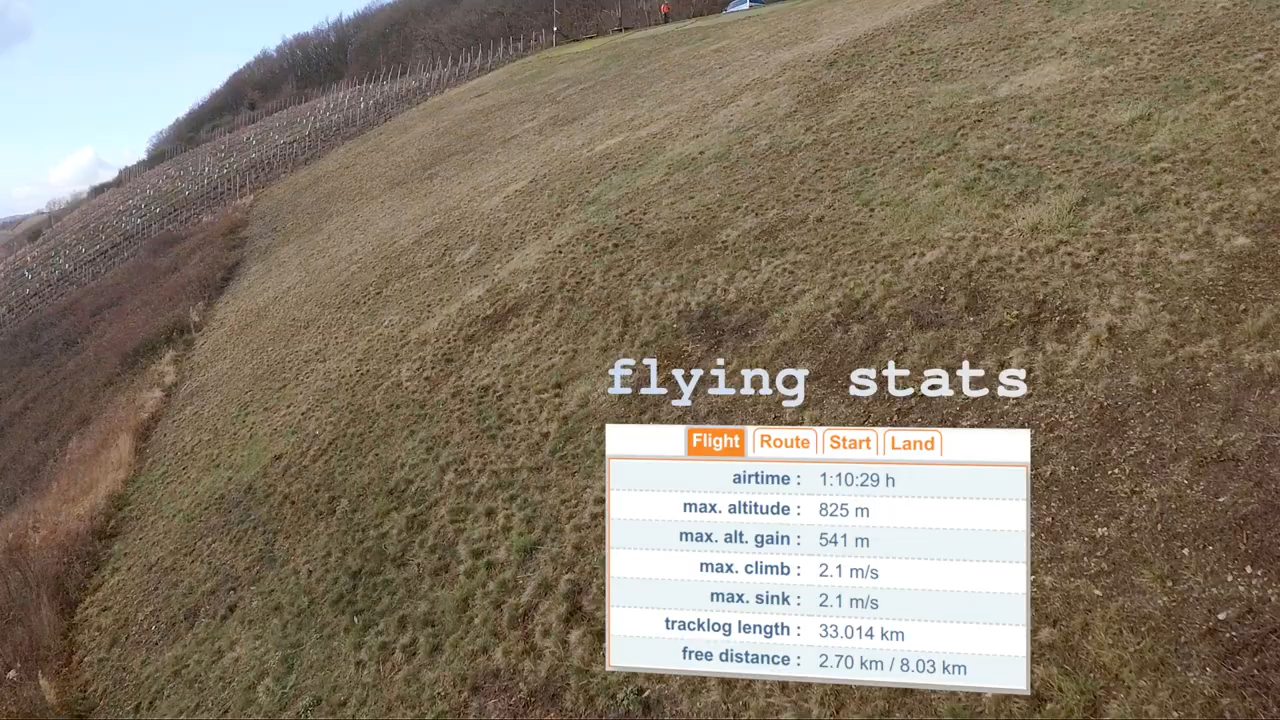 flying stats
Flight Route Start Land
airtime : 1:10:29 h
max. altitude : 825 m
max. alt. gain : 541 m
max. climb : 2.1 m/s
max. sink : 2.1 m/s
tracklog length : 33.014 km
free distance : 2.70 km / 8.03 km